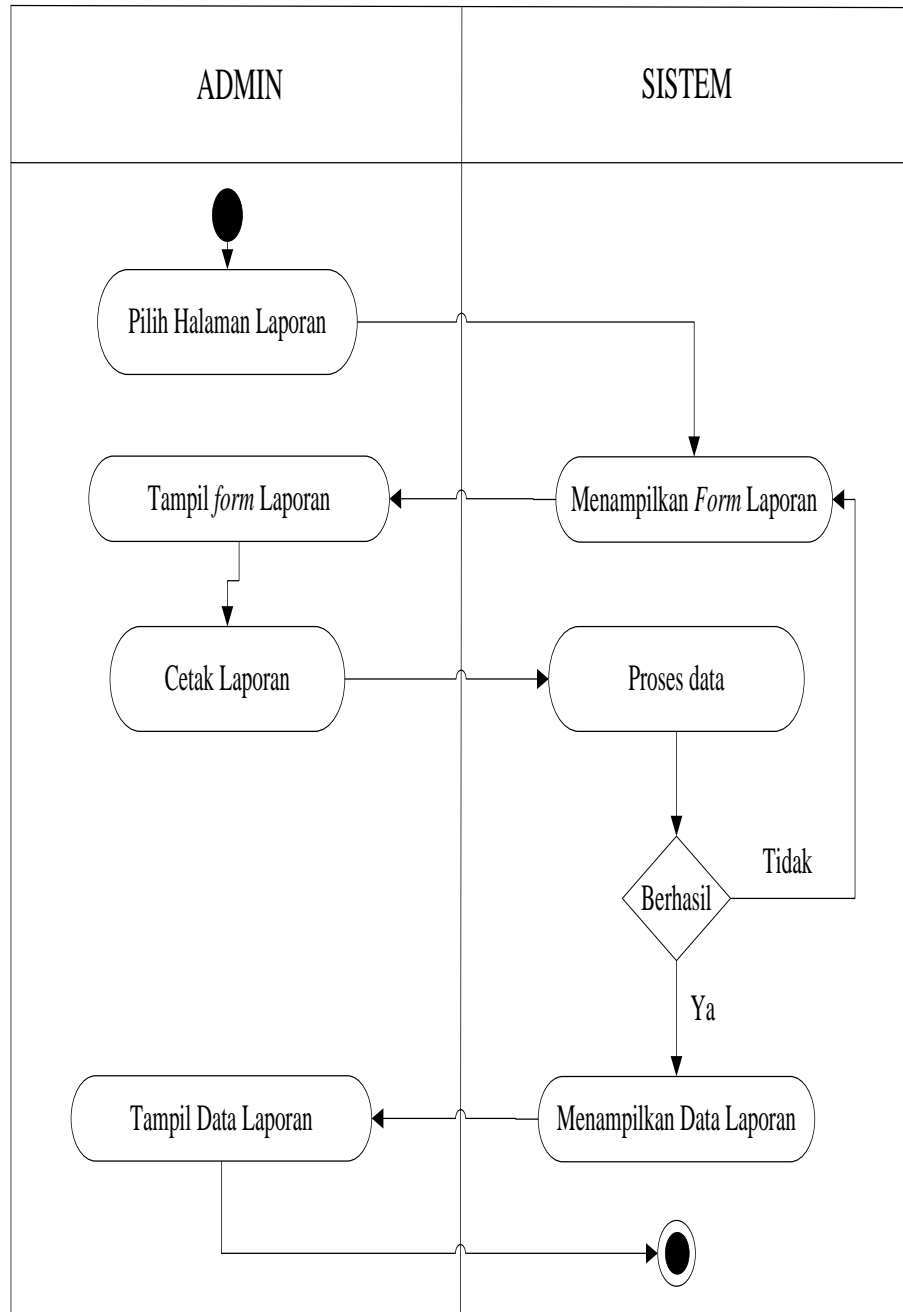 ADMIN
SISTEM
Pilih Halaman Laporan
Tampil form Laporan
Menampilkan Form Laporan
Cetak Laporan
Proses data
Berhasil
Tidak
Ya
Tampil Data Laporan
Menampilkan Data Laporan